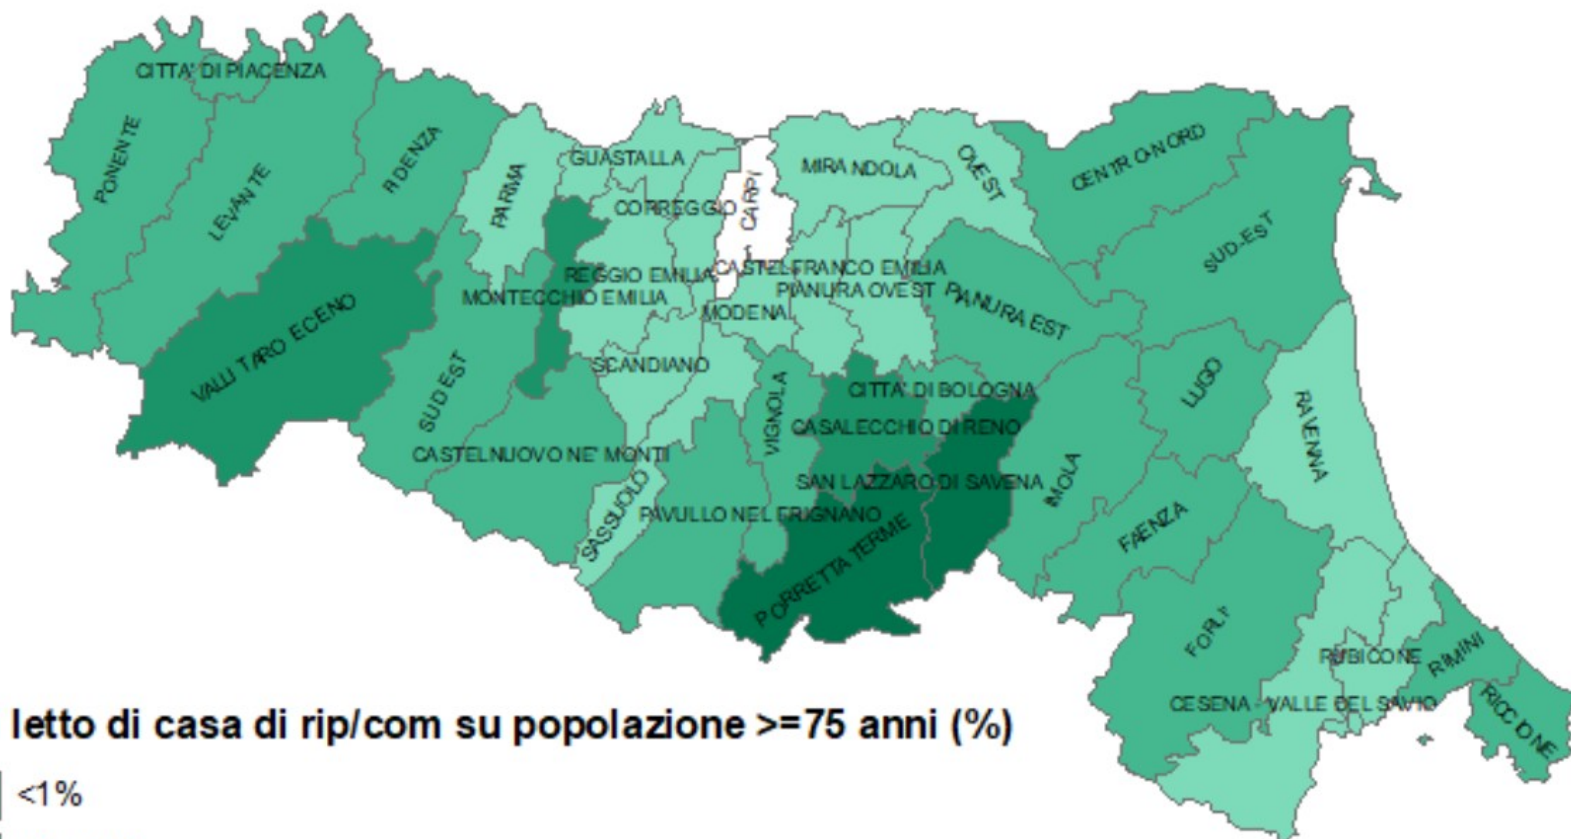 CITTA' DI PIACENZA
PONENTE
LEVANTE
FIDENZA
PARMA
GUASTALLA
CORREGGIO
CARPI
MIRANDOLA
OVEST
CENTRO-NORD
SUD-EST
REGGIO EMILIA
CASTELFRANCO EMILIA
MONTECCHIO EMILIA
PIANURA OVEST
PIANURA EST
MODENA
VALLI TARO E CENO
SUD EST
SCANDIANO
VIGNOLA
CITTA' DI BOLOGNA
CASALECCHIO DI RENO
LUGO
RAVENNA
CASTELNUOVO NE' MONTI
SASSUOLO
PAVULLO NEL FRIGNANO
SAN LAZZARO DI SAVENA
IMOLA
FAENZA
PORRETTA TERME
FORLI'
RUBICONE
RIMINI
CESENA - VALLE DEL SAVIO
RICCIONE
letto di casa di rip/com su popolazione >=75 anni (%)
<1%